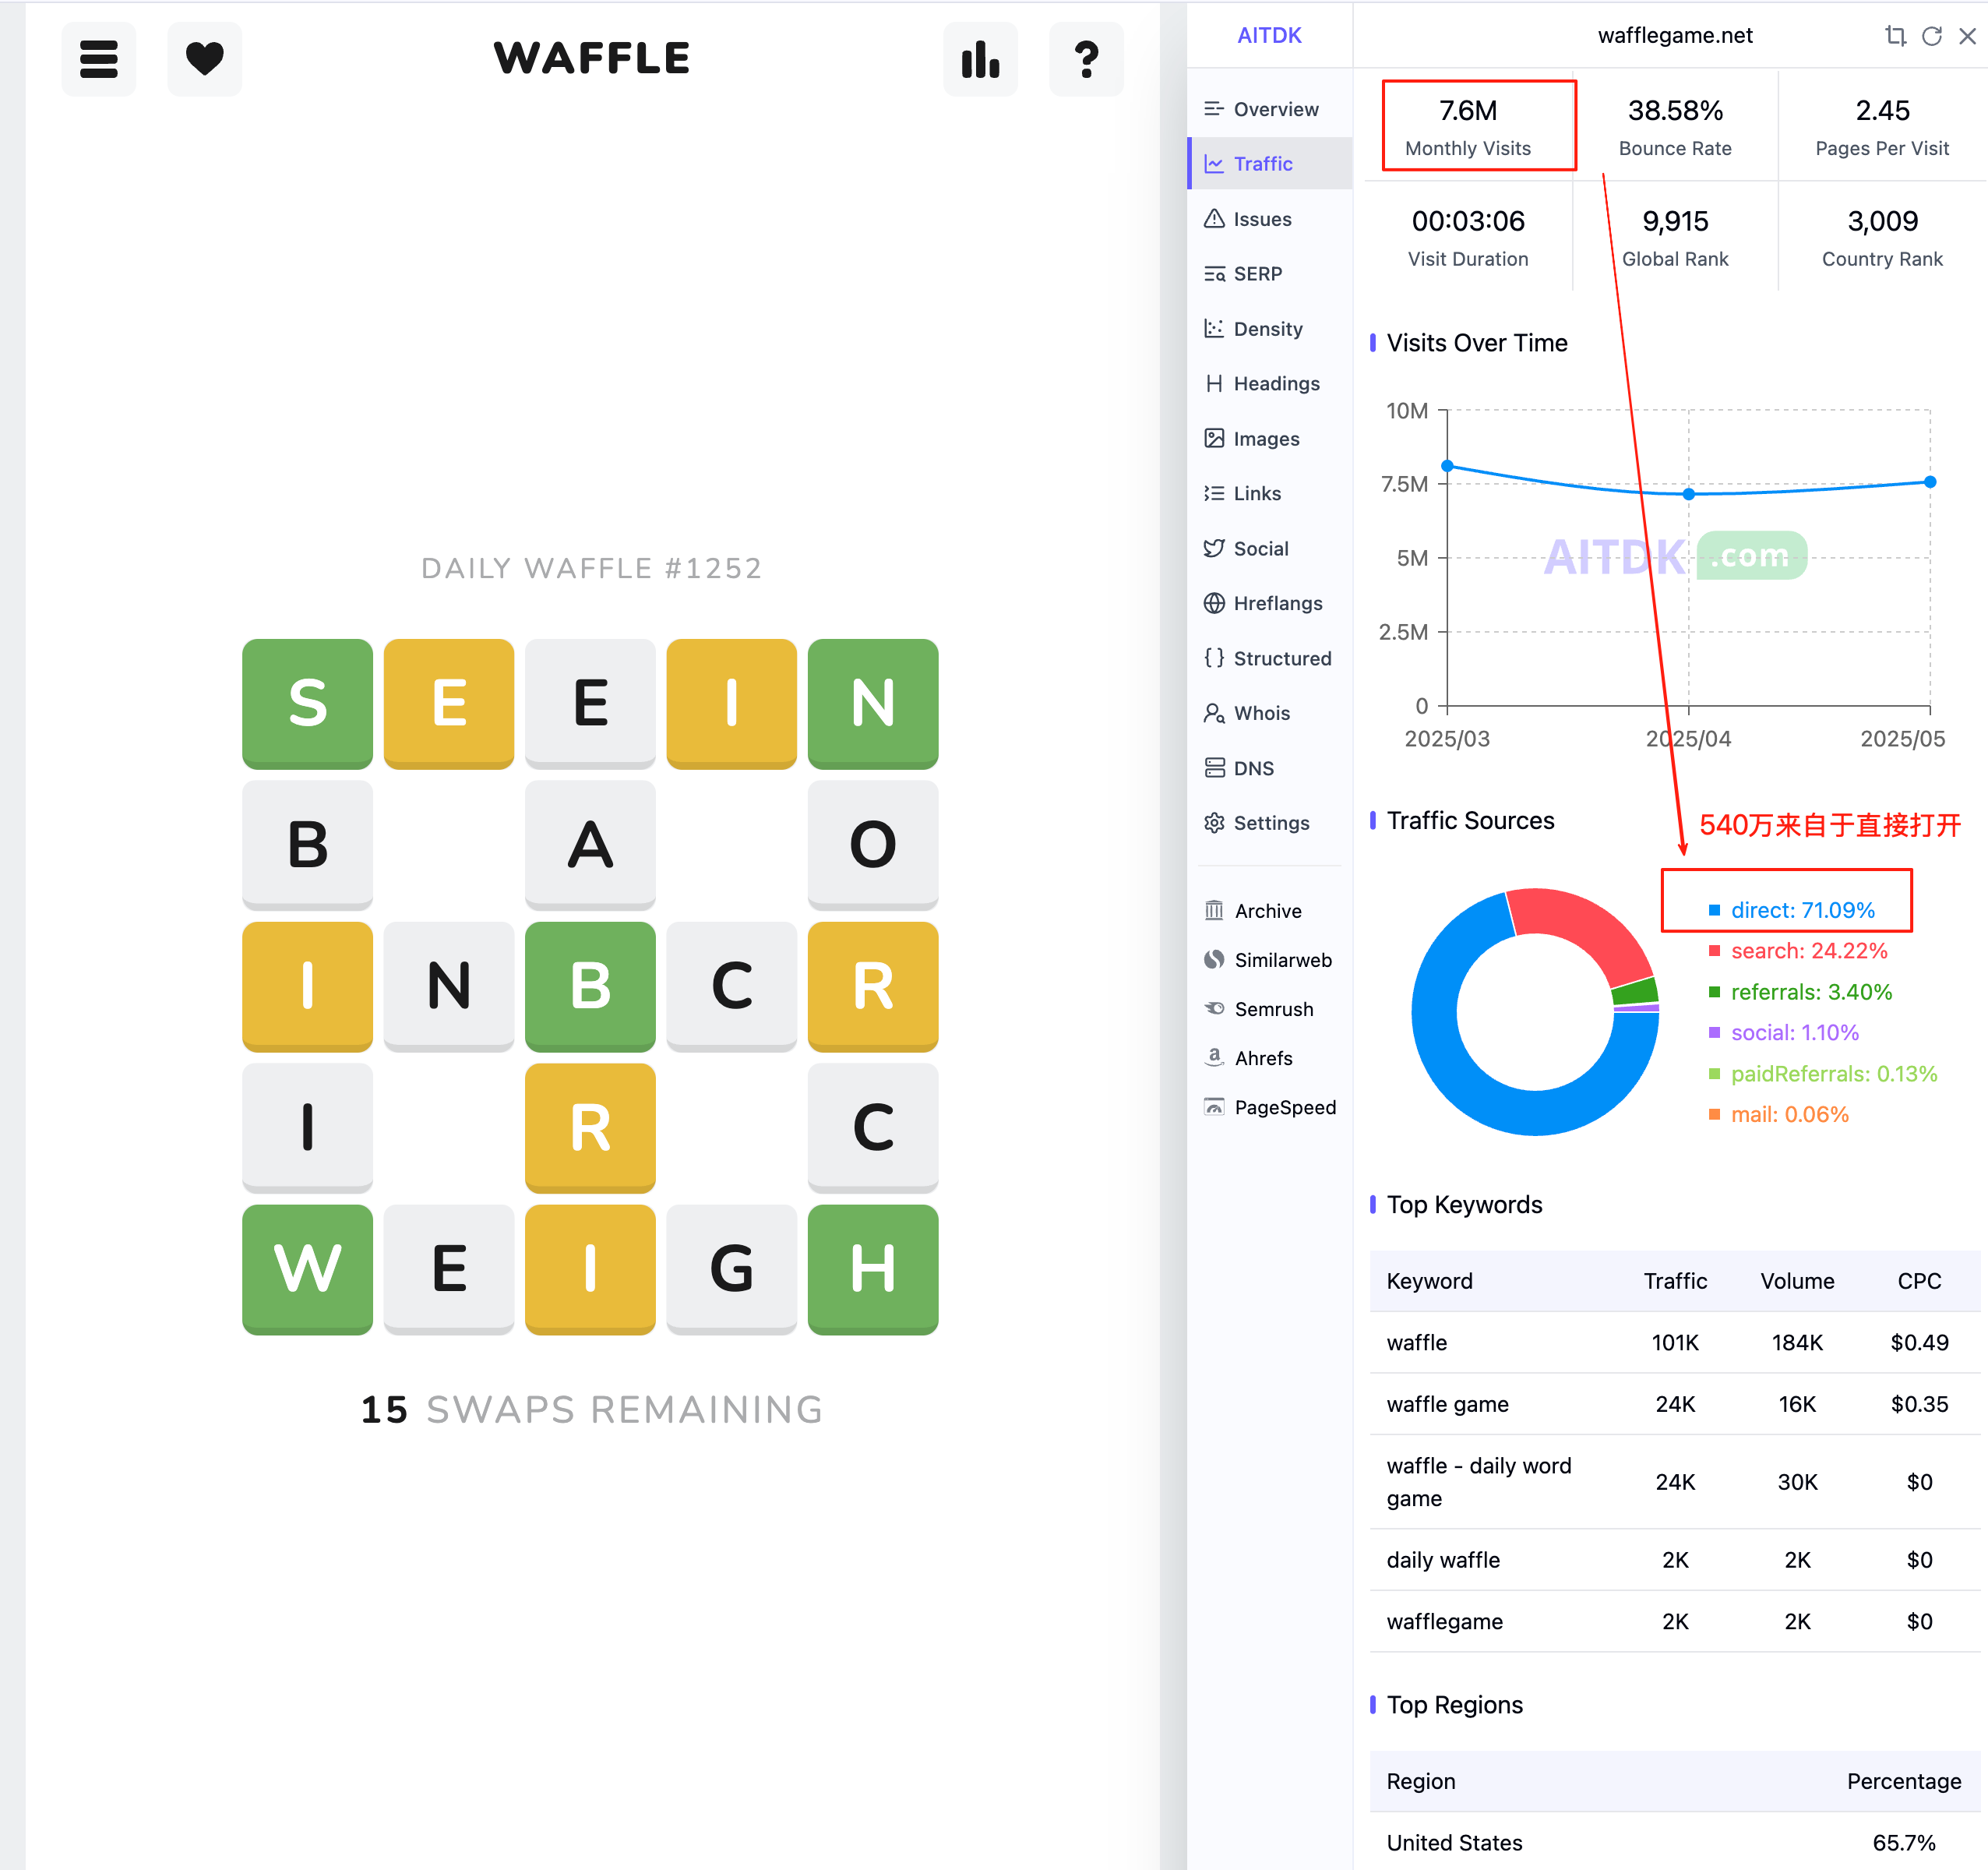 WAFFLE
?
DAILY WAFFLE #1252
S E E I N
B A O
I N B C R
I R C
W E I G H
15 SWAPS REMAINING
AITDK
wafflegame.net
Overview
Traffic
Issues
SERP
Density
Headings
Images
Links
Social
Hreflangs
Structured
Whois
DNS
Settings
Archive
Similarweb
Semrush
Ahrefs
PageSpeed
7.6M 38.58% 2.45
Monthly Visits Bounce Rate Pages Per Visit
00:03:06 9,915 3,009
Visit Duration Global Rank Country Rank
Visits Over Time
10M
7.5M
5M
2.5M
0
2025/03 2025/04 2025/05
AITDK .com
Traffic Sources
540万来自于直接打开
direct: 71.09%
search: 24.22%
referrals: 3.40%
social: 1.10%
paidReferrals: 0.13%
mail: 0.06%
Top Keywords
Keyword Traffic Volume CPC
waffle 101K 184K $0.49
waffle game 24K 16K $0.35
waffle - daily word
game 24K 30K $0
daily waffle 2K 2K $0
wafflegame 2K 2K $0
Top Regions
Region Percentage
United States 65.7%